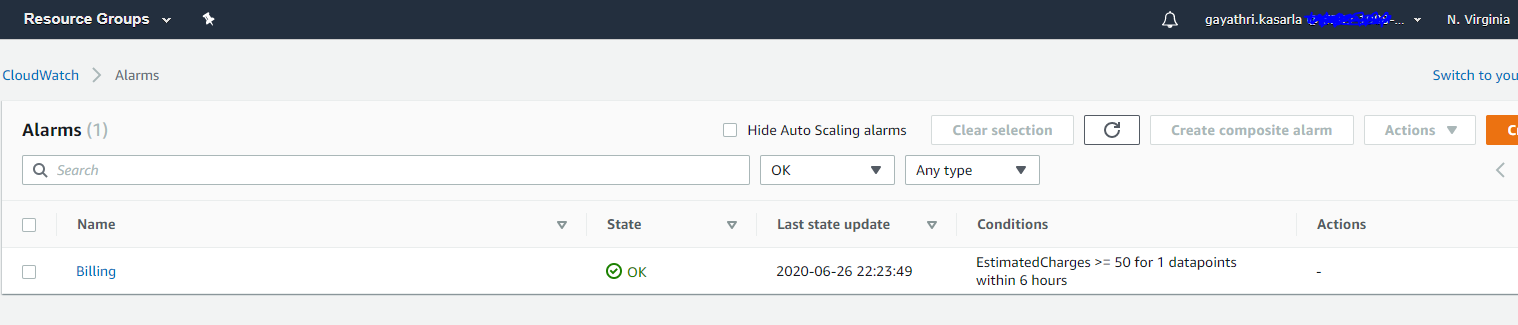 Resource Groups
gayathri.kasarla
N. Virginia
CloudWatch > Alarms
Switch to you
Alarms (1)
Hide Auto Scaling alarms
Clear selection
Create composite alarm
Actions
Search
OK
Any type
Name State Last state update Conditions Actions
Billing OK 2020-06-26 22:23:49 EstimatedCharges >= 50 for 1 datapoints
within 6 hours -